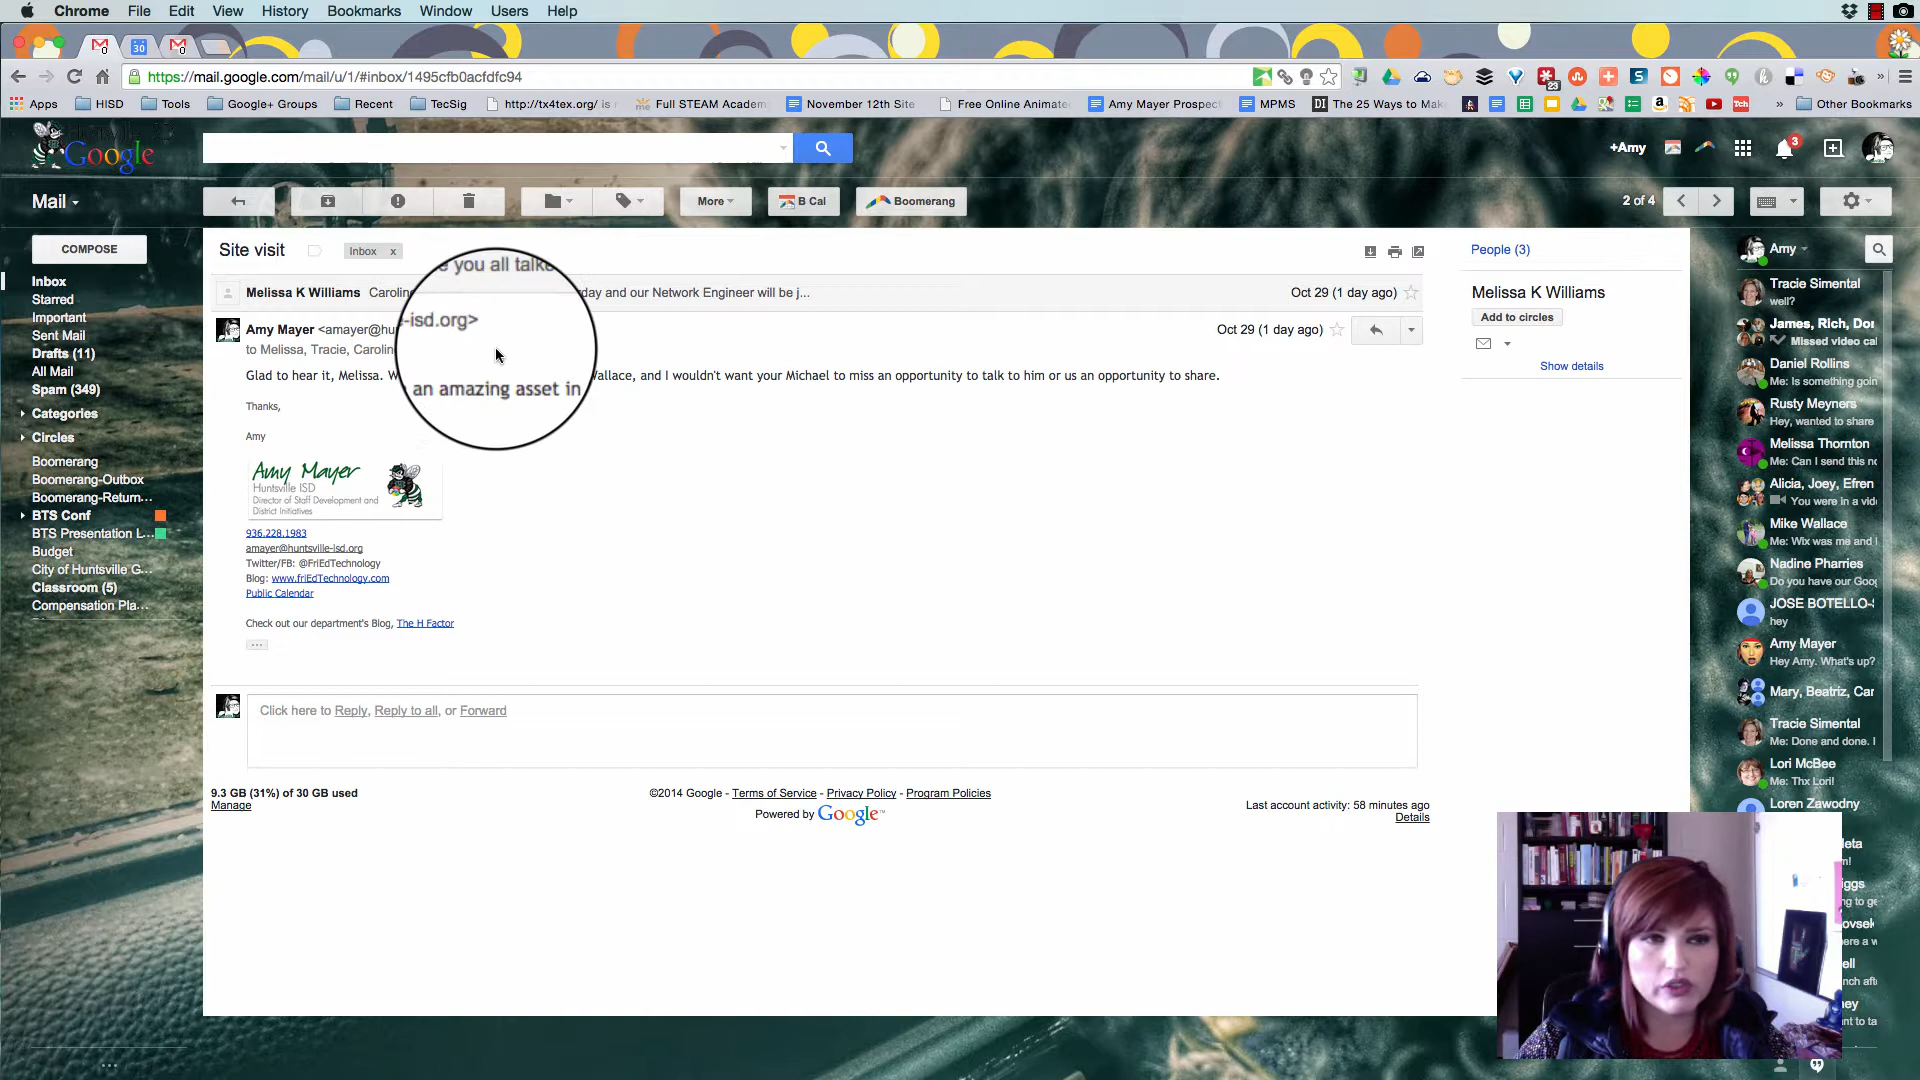 Chrome File Edit View History Bookmarks Window Users Help
https://mail.google.com/mail/u/1/#inbox/1495cfb0acfdfc94
Apps HISD Tools Google+ Groups Recent TecSig http://tx4tex.org/ is Full STEAM Academ November 12th Site Free Online Animate Amy Mayer Prospect MPMS The 25 Ways to Mak Other Bookmarks
Google
+Amy 3
Mail More B Cal Boomerang 2 of 4
COMPOSE
Inbox
Starred
Important
Sent Mail
Drafts (11)
All Mail
Spam (349)
Categories
Circles
Boomerang
Boomerang-Outbox
Boomerang-Return...
BTS Conf
BTS Presentation L...
Budget
City of Huntsville G...
Classroom (5)
Compensation Pla...
Site visit Inbox x
e you all talke
Melissa K Williams Caroline day and our Network Engineer will be j... Oct 29 (1 day ago)
-isd.org>
Amy Mayer <amayer@hu Oct 29 (1 day ago)
to Melissa, Tracie, Carolin
Glad to hear it, Melissa. W an amazing asset in Wallace, and I wouldn't want your Michael to miss an opportunity to talk to him or us an opportunity to share.
Thanks,
Amy
Amy Mayer
Huntsville ISD
Director of Staff Development and
District Initiatives
936.228.1983
amayer@huntsville-isd.org
Twitter/FB: @FriEdTechnology
Blog: www.friEdTechnology.com
Public Calendar
Check out our department's Blog, The H Factor
Click here to Reply, Reply to all, or Forward
9.3 GB (31%) of 30 GB used
Manage
©2014 Google - Terms of Service - Privacy Policy - Program Policies
Powered by Google™
Last account activity: 58 minutes ago
Details
People (3)
Melissa K Williams
Add to circles
Show details
Amy
Tracie Simental
well?
James, Rich, Dor
Missed video cal
Daniel Rollins
Me: Is something goin
Rusty Meyners
Hey, wanted to share
Melissa Thornton
Me: Can I send this no
Alicia, Joey, Efren
You were in a vide
Mike Wallace
Me: Wix was me and I
Nadine Pharries
Do you have our Goog
JOSE BOTELLO-S
hey
Amy Mayer
Hey Amy. What's up?
Mary, Beatriz, Car
Tracie Simental
Me: Done and done. I
Lori McBee
Me: Thx Lori!
Loren Zawodny